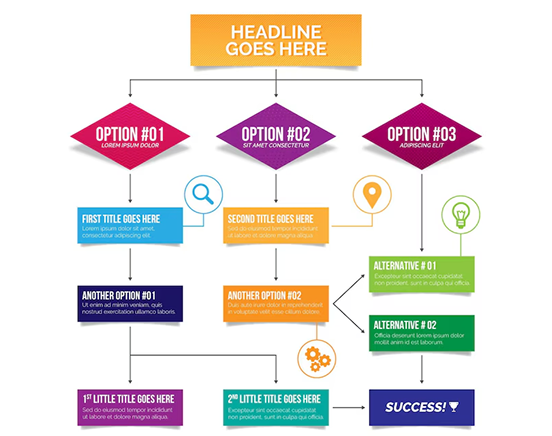 HEADLINE
GOES HERE
OPTION #01
LOREM IPSUM DOLOR
OPTION #02
SIT AMET CONSECTETUR
OPTION #03
ADIPISCING ELIT
FIRST TITLE GOES HERE
Lorem ipsum dolor sit amet,
consectetur adipiscing elit.
SECOND TITLE GOES HERE
Sed do eiusmod tempor incididunt
ut labore et dolore magna aliqua.
ALTERNATIVE # 01
Excepteur sint occaecat cupidatat
non proident, sunt in culpa qui officia
ANOTHER OPTION #01
Ut enim ad minim veniam, quis
nostrud exercitation ullamco laboris
ANOTHER OPTION #02
Duis aute irure dolor in reprehenderit
in voluptate velit esse cillum dolore
ALTERNATIVE # 02
Officia deserunt lorem ipsum dolor
mollit anim id est laborum.
1ST LITTLE TITLE GOES HERE
Sed do eiusmod tempor incididunt
ut labore et dolore magna aliqua.
2ND LITTLE TITLE GOES HERE
Excepteur sint occaecat cupidatat
non proident, sunt in culpa qui officia
SUCCESS!